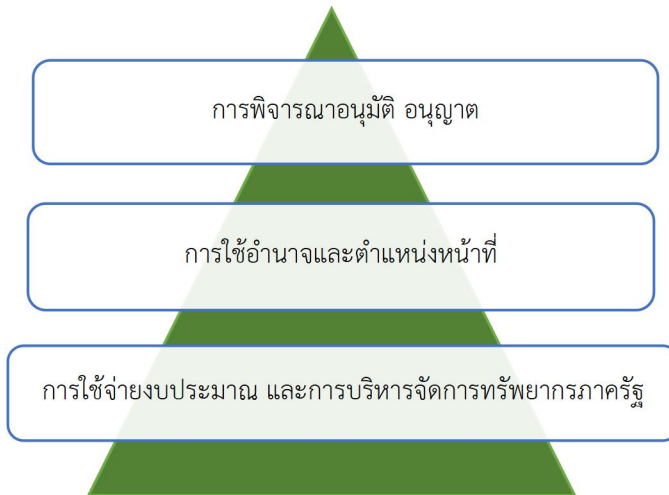 การพิจารณาอนุมัติ อนุญาต
การใช้อำนาจและตำแหน่งหน้าที่
การใช้จ่ายงบประมาณ และการบริหารจัดการทรัพยากรภาครัฐ